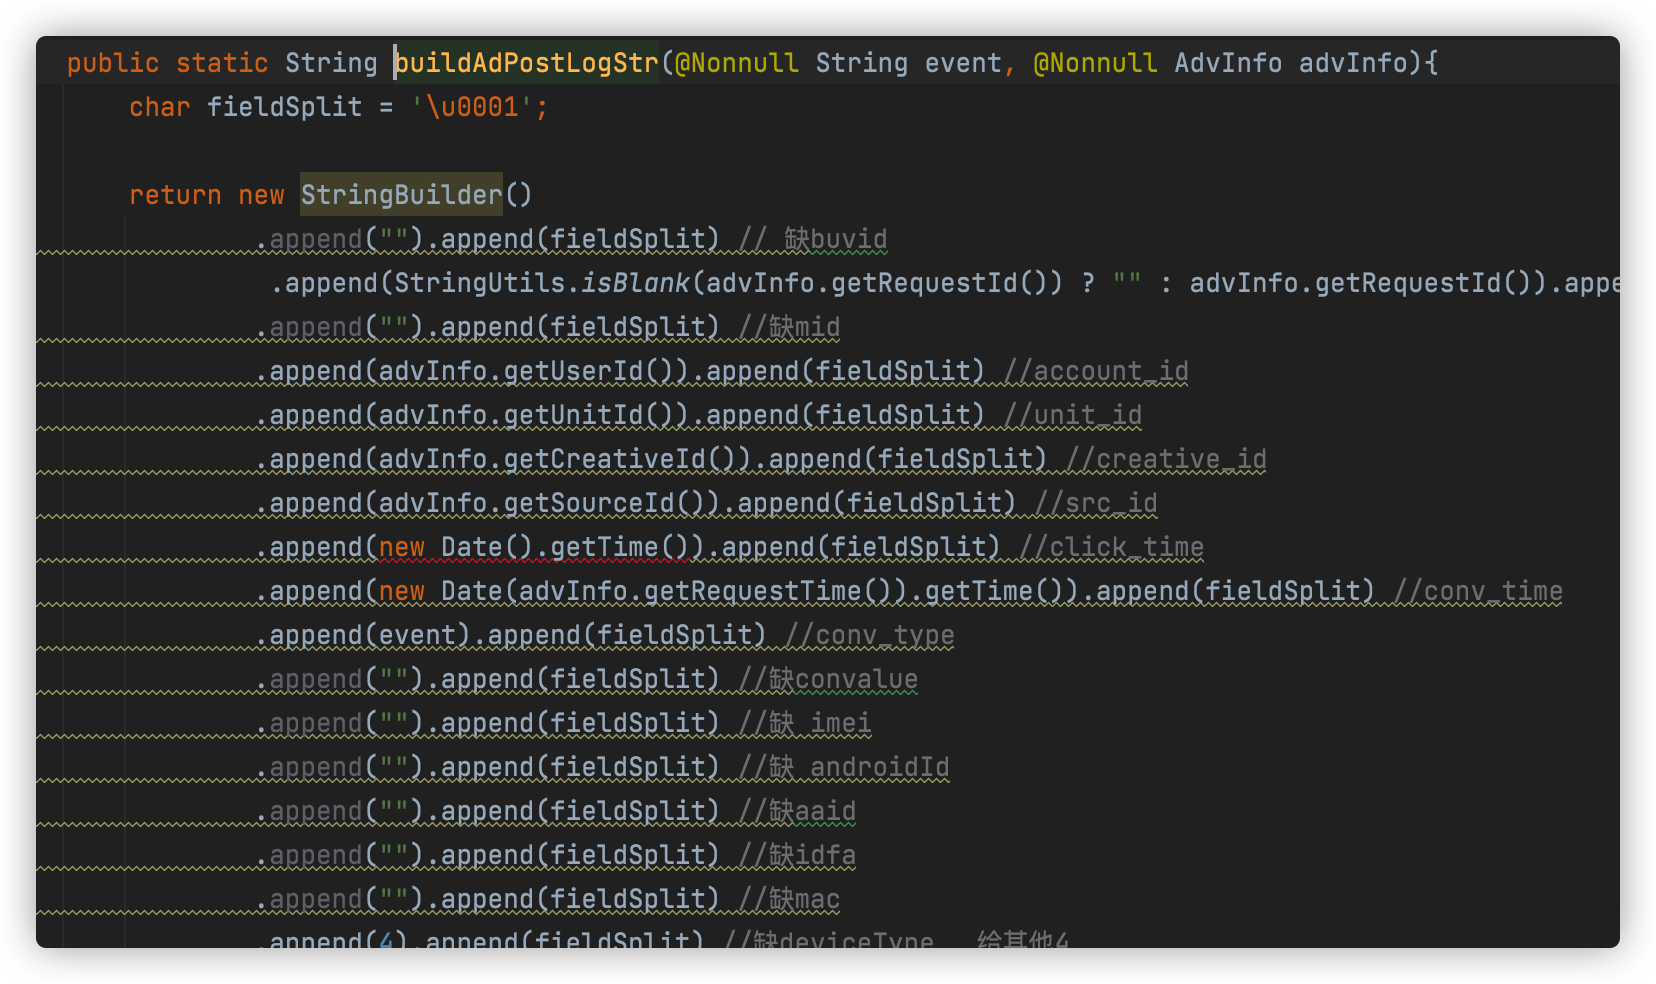 public static String buildAdPostLogStr(@Nonnull String event, @Nonnull AdvInfo advInfo){
char fieldSplit = '\u0001';
return new StringBuilder()
.append("").append(fieldSplit) // 缺buvid
.append(StringUtils.isBlank(advInfo.getRequestId()) ? "" : advInfo.getRequestId()).appe
.append("").append(fieldSplit) //缺mid
.append(advInfo.getUserId()).append(fieldSplit) //account_id
.append(advInfo.getUnitId()).append(fieldSplit) //unit_id
.append(advInfo.getCreativeId()).append(fieldSplit) //creative_id
.append(advInfo.getSourceId()).append(fieldSplit) //src_id
.append(new Date().getTime()).append(fieldSplit) //click_time
.append(new Date(advInfo.getRequestTime()).getTime()).append(fieldSplit) //conv_time
.append(event).append(fieldSplit) //conv_type
.append("").append(fieldSplit) //缺convalue
.append("").append(fieldSplit) //缺 imei
.append("").append(fieldSplit) //缺 androidId
.append("").append(fieldSplit) //缺aaid
.append("").append(fieldSplit) //缺idfa
.append("").append(fieldSplit) //缺mac
.append(4).append(fieldSplit) //缺deviceType 给其他4